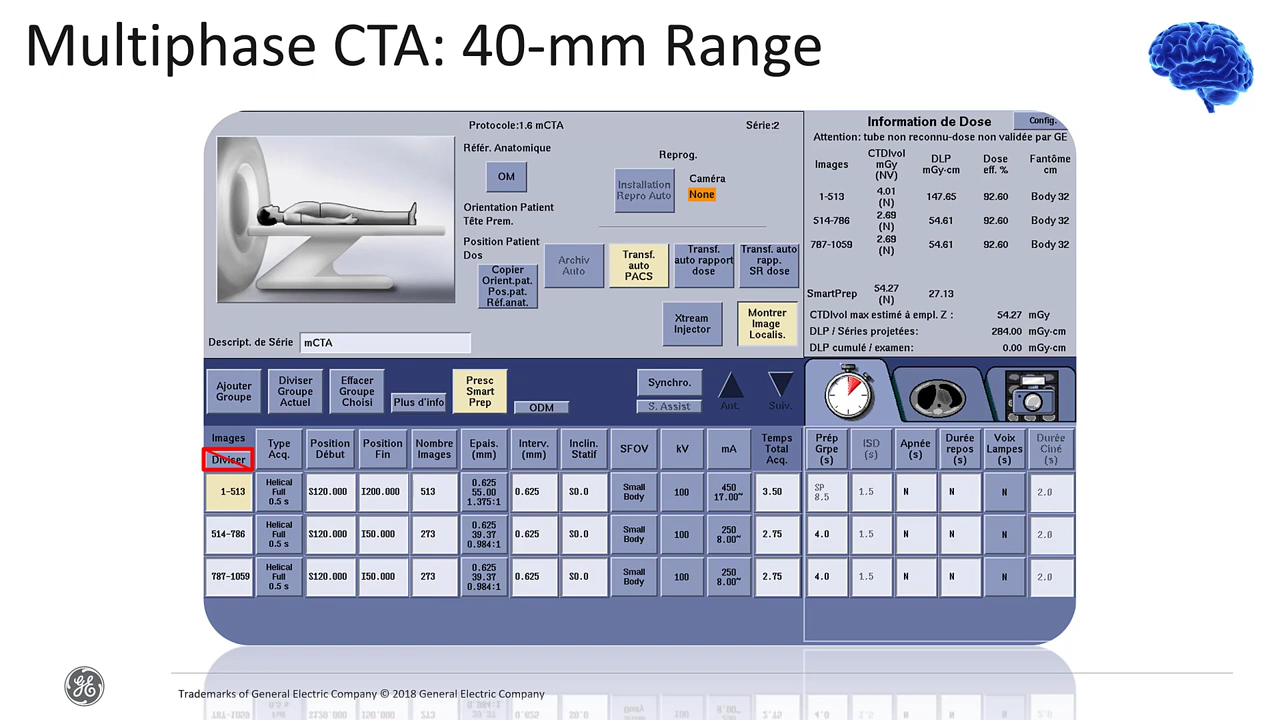 Multiphase CTA: 40-mm Range
Protocole:1.6 mCTA
Série:2
Référ. Anatomique
OM
Orientation Patient
Tête Prem.
Position Patient
Dos
Copier
Orient.pat.
Pos.pat.
Réf.anat.
Reprog.
Installation
Repro Auto
Caméra
None
Archiv
Auto
Transf.
auto
PACS
Transf.
auto rapport
dose
Transf. auto
rapp.
SR dose
Xtream
Injector
Montrer
Image
Localis.
Descript. de Série
mCTA
Information de Dose
Config.
Attention: tube non reconnu-dose non validée par GE
Images
CTDIvol
mGy
(NV)
DLP
mGy-cm
Dose
eff. %
Fantôme
cm
1-513
4.01
(N)
147.65
92.60
Body 32
514-786
2.69
(N)
54.61
92.60
Body 32
787-1059
2.69
(N)
54.61
92.60
Body 32
SmartPrep
54.27
(N)
27.13
CTDIvol max estimé à empl. Z : 54.27 mGy
DLP / Séries projetées: 284.00 mGy-cm
DLP cumulé / examen: 0.00 mGy-cm
Ajouter
Groupe
Diviser
Groupe
Actuel
Effacer
Groupe
Choisi
Plus d'info
Presc
Smart
Prep
ODM
Synchro.
S. Assist
Ant.
Suiv.
Images
Diviser
Type
Acq.
Position
Début
Position
Fin
Nombre
Images
Epais.
(mm)
Interv.
(mm)
Inclin.
Statif
SFOV
kV
mA
Temps
Total
Acq.
Prép
Grpe
(s)
ISD
(s)
Apnée
(s)
Durée
repos
(s)
Voix
Lampes
(s)
Durée
Ciné
(s)
1-513
Helical
Full
0.5 s
S120.000
I200.000
513
0.625
55.00
1.375:1
0.625
S0.0
Small
Body
100
450
17.00~
3.50
SP
8.5
1.5
N
N
N
2.0
514-786
Helical
Full
0.5 s
S120.000
I50.000
273
0.625
39.37
0.984:1
0.625
S0.0
Small
Body
100
250
8.00~
2.75
4.0
1.5
N
N
N
2.0
787-1059
Helical
Full
0.5 s
S120.000
I50.000
273
0.625
39.37
0.984:1
0.625
S0.0
Small
Body
100
250
8.00~
2.75
4.0
1.5
N
N
N
2.0
Trademarks of General Electric Company © 2018 General Electric Company